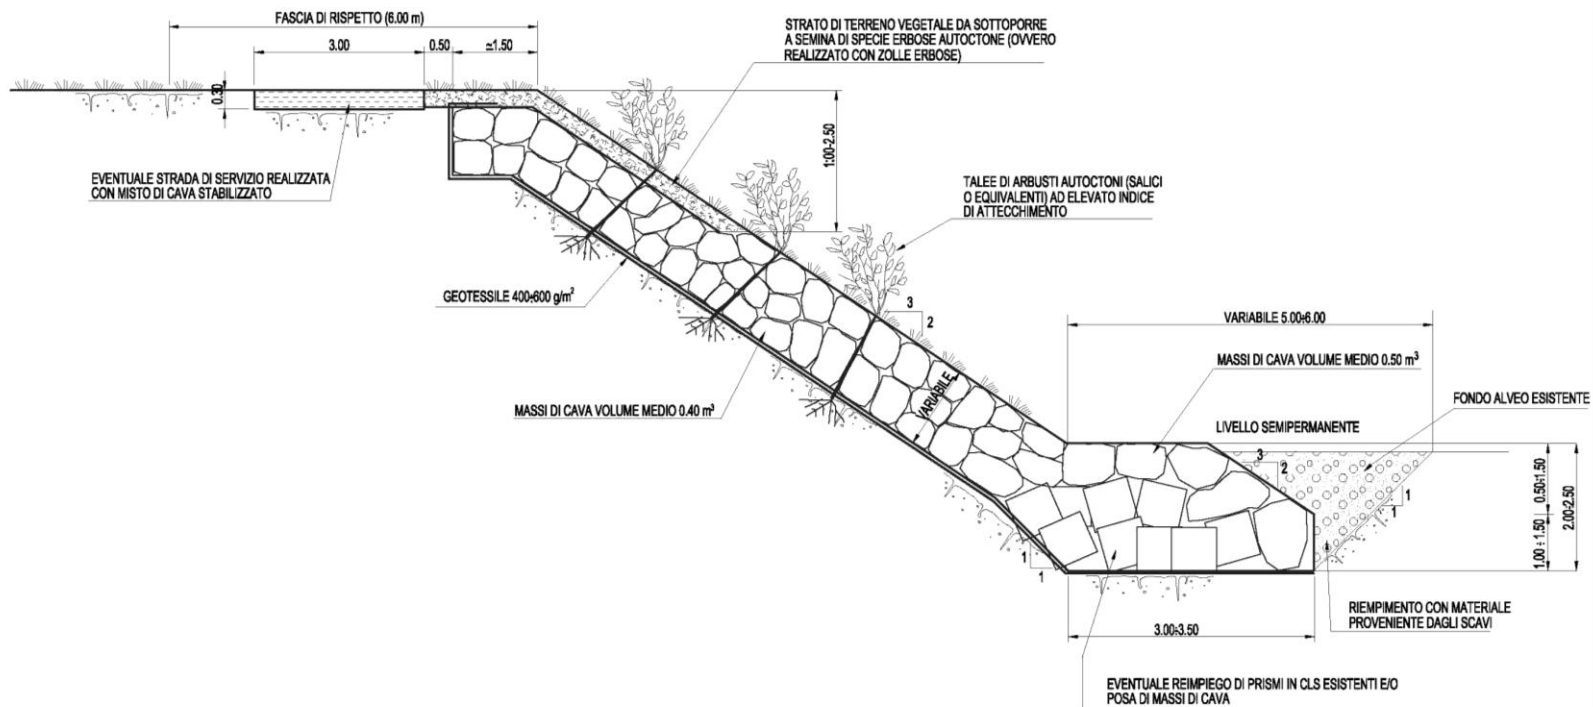 FASCIA DI RISPETTO (6.00 m)
3.00
0.50
≃1.50
0.30
STRATO DI TERRENO VEGETALE DA SOTTOPORRE
A SEMINA DI SPECIE ERBOSE AUTOCTONE (OVVERO
REALIZZATO CON ZOLLE ERBOSE)
1:00÷2.50
EVENTUALE STRADA DI SERVIZIO REALIZZATA
CON MISTO DI CAVA STABILIZZATO
TALEE DI ARBUSTI AUTOCTONI (SALICI
O EQUIVALENTI) AD ELEVATO INDICE
DI ATTECCHIMENTO
GEOTESSILE 400÷600 g/m²
3
2
VARIABILE 5.00÷6.00
MASSI DI CAVA VOLUME MEDIO 0.50 m³
VARIABILE
MASSI DI CAVA VOLUME MEDIO 0.40 m³
FONDO ALVEO ESISTENTE
LIVELLO SEMIPERMANENTE
3
2
0.50÷1.50
1.00÷1.50
2.00÷2.50
1
1
1
1
3.00÷3.50
RIEMPIMENTO CON MATERIALE
PROVENIENTE DAGLI SCAVI
EVENTUALE REIMPIEGO DI PRISMI IN CLS ESISTENTI E/O
POSA DI MASSI DI CAVA